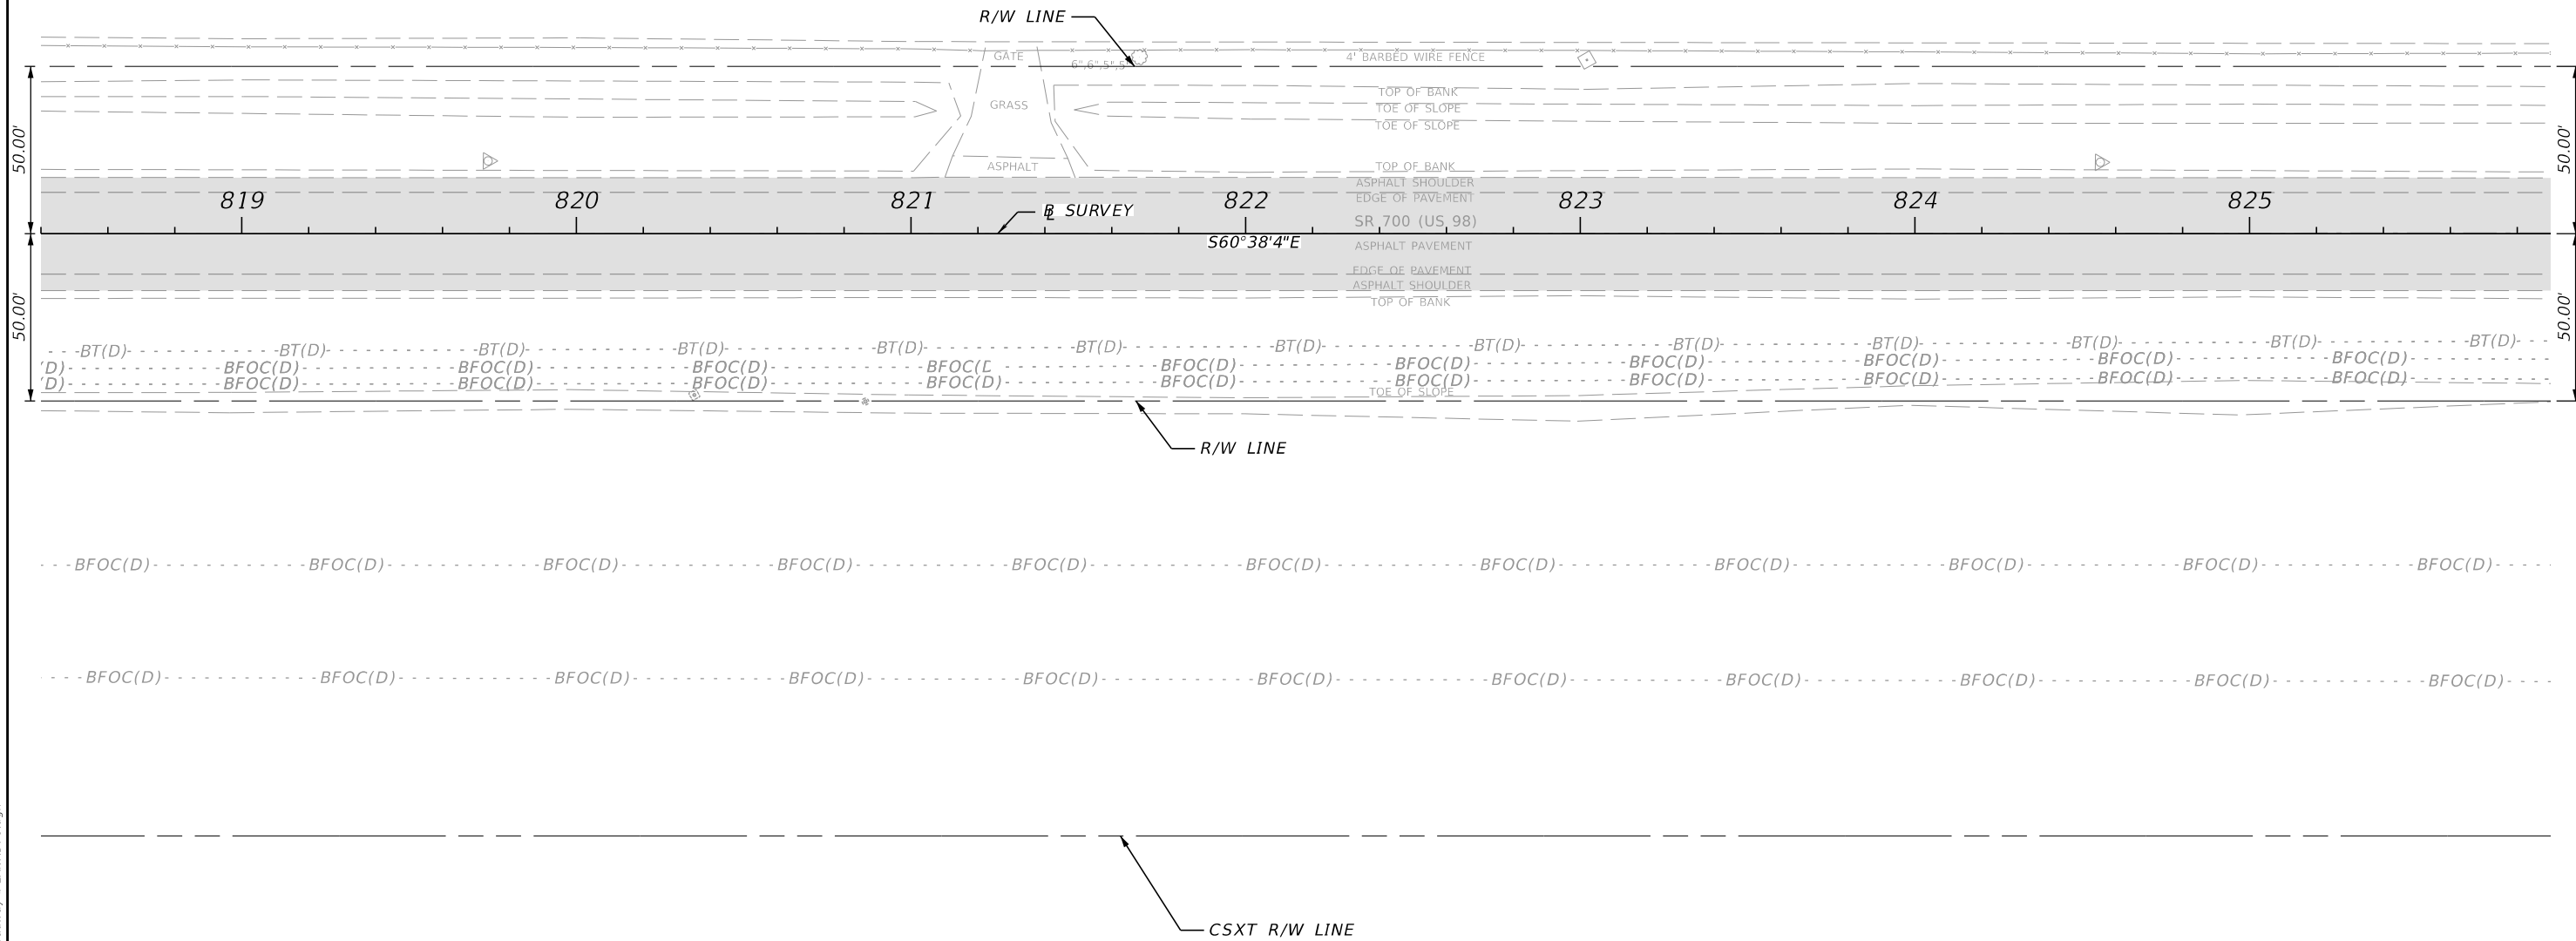 R/W LINE
GATE
6",6",5",5"
4' BARBED WIRE FENCE
TOP OF BANK
GRASS
TOE OF SLOPE
TOE OF SLOPE
50.00'
50.00'
ASPHALT
TOP OF BANK
ASPHALT SHOULDER
EDGE OF PAVEMENT
819 820 821 822 823 824 825
B
L SURVEY
SR 700 (US 98)
S60°38'4"E
ASPHALT PAVEMENT
EDGE OF PAVEMENT
ASPHALT SHOULDER
TOP OF BANK
50.00'
50.00'
BT(D) BT(D) BT(D) BT(D) BT(D) BT(D) BT(D) BT(D) BT(D) BT(D) BT(D) BT(D) BT(D)
D) BFOC(D) BFOC(D) BFOC(D) BFOC(D BFOC(D) BFOC(D) BFOC(D) BFOC(D) BFOC(D) BFOC(D)
D) BFOC(D) BFOC(D) BFOC(D) BFOC(D) BFOC(D) BFOC(D) BFOC(D) BFOC(D) BFOC(D) BFOC(D)
TOE OF SLOPE
R/W LINE
BFOC(D) BFOC(D) BFOC(D) BFOC(D) BFOC(D) BFOC(D) BFOC(D) BFOC(D) BFOC(D) BFOC(D) BFOC(D)
BFOC(D) BFOC(D) BFOC(D) BFOC(D) BFOC(D) BFOC(D) BFOC(D) BFOC(D) BFOC(D) BFOC(D) BFOC(D)
CSXT R/W LINE